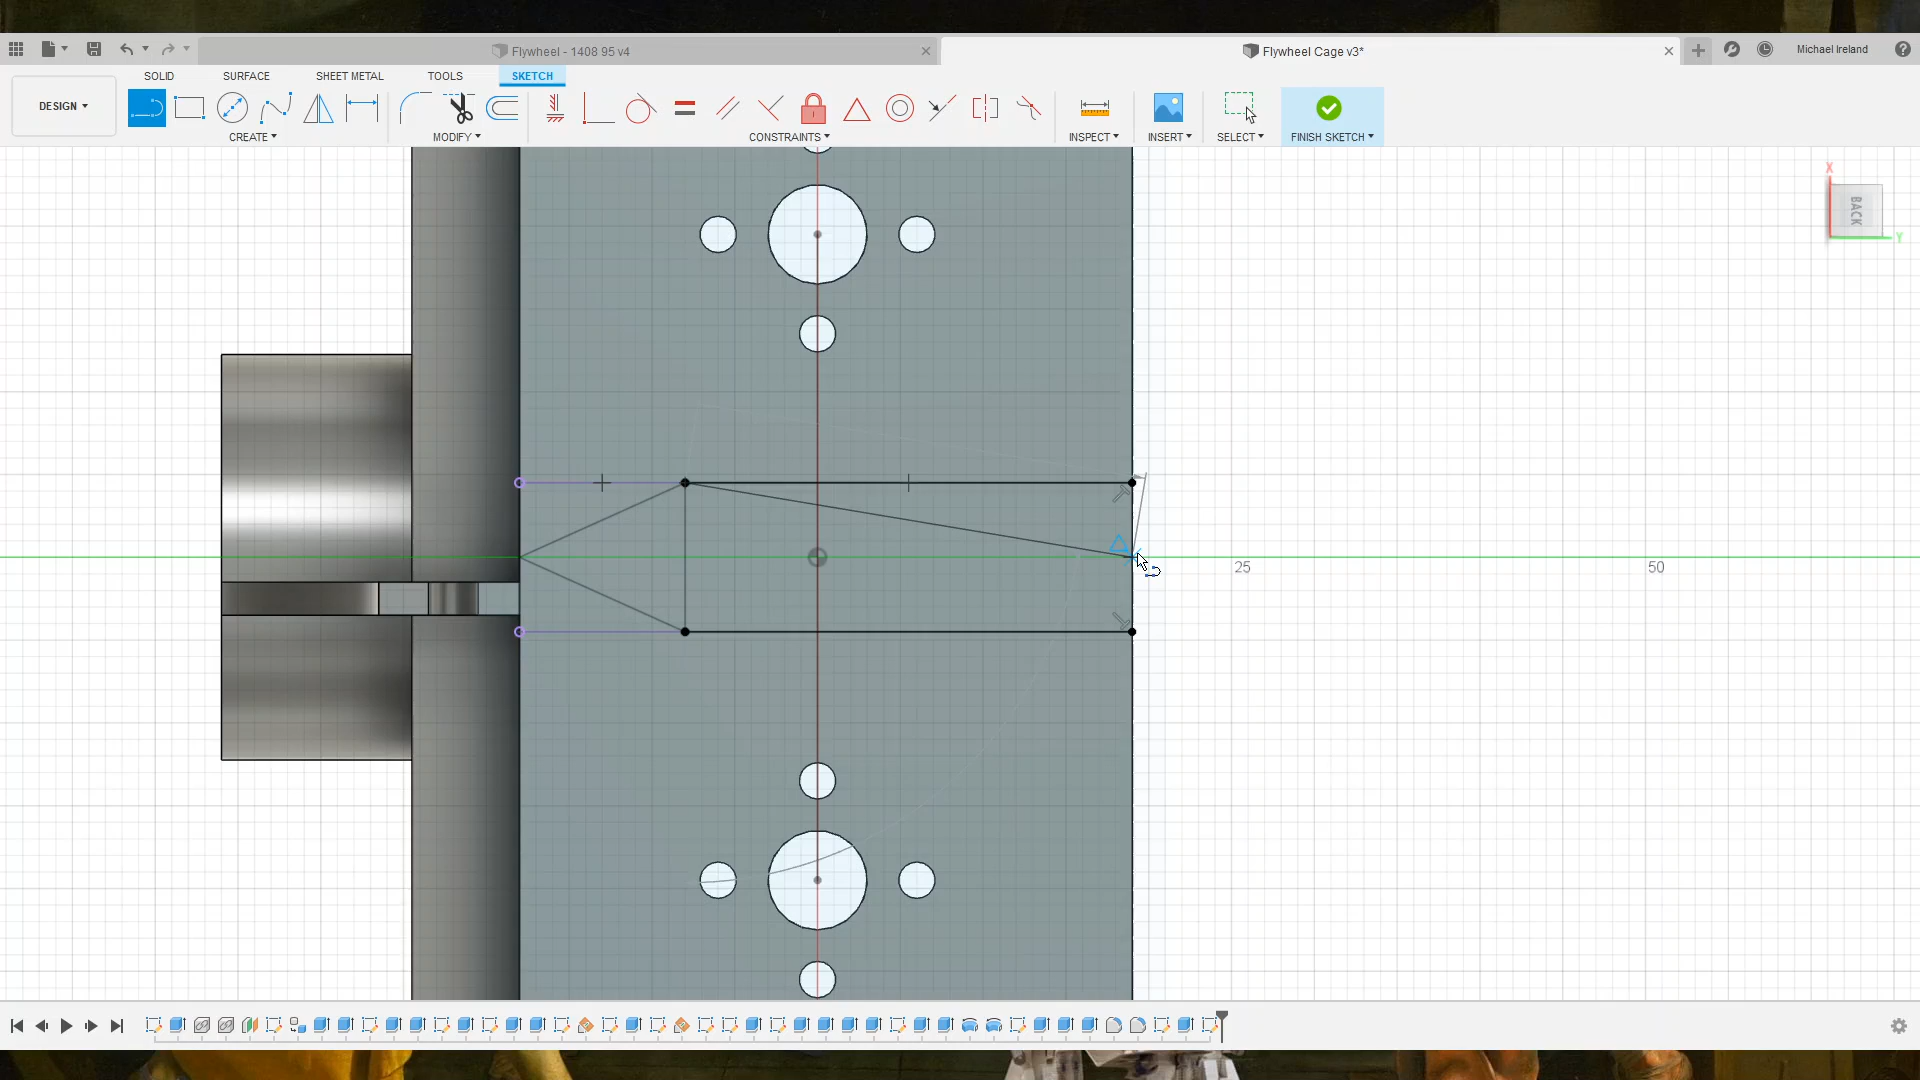 Flywheel - 1408 95 v4
Flywheel Cage v3*
Michael Ireland
SOLID
SURFACE
SHEET METAL
TOOLS
SKETCH
DESIGN
CREATE
MODIFY
CONSTRAINTS
INSPECT
INSERT
SELECT
FINISH SKETCH
X
BACK
Y
25
50